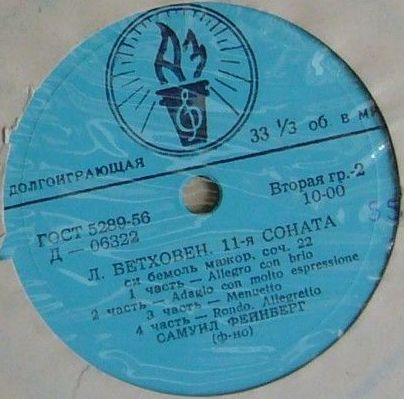 ДЗ
ДОЛГОИГРАЮЩАЯ
33 1/3 об. в ми
ГОСТ 5289-56
Д — 06322
Вторая гр.-2
10-00
Л. БЕТХОВЕН. 11-я СОНАТА
си бемоль мажор, соч. 22
1 часть — Allegro con brio
2 часть — Adagio con molto espressione
3 часть — Menuetto
4 часть — Rondo. Allegretto
САМУИЛ ФЕЙНБЕРГ
(ф-но)